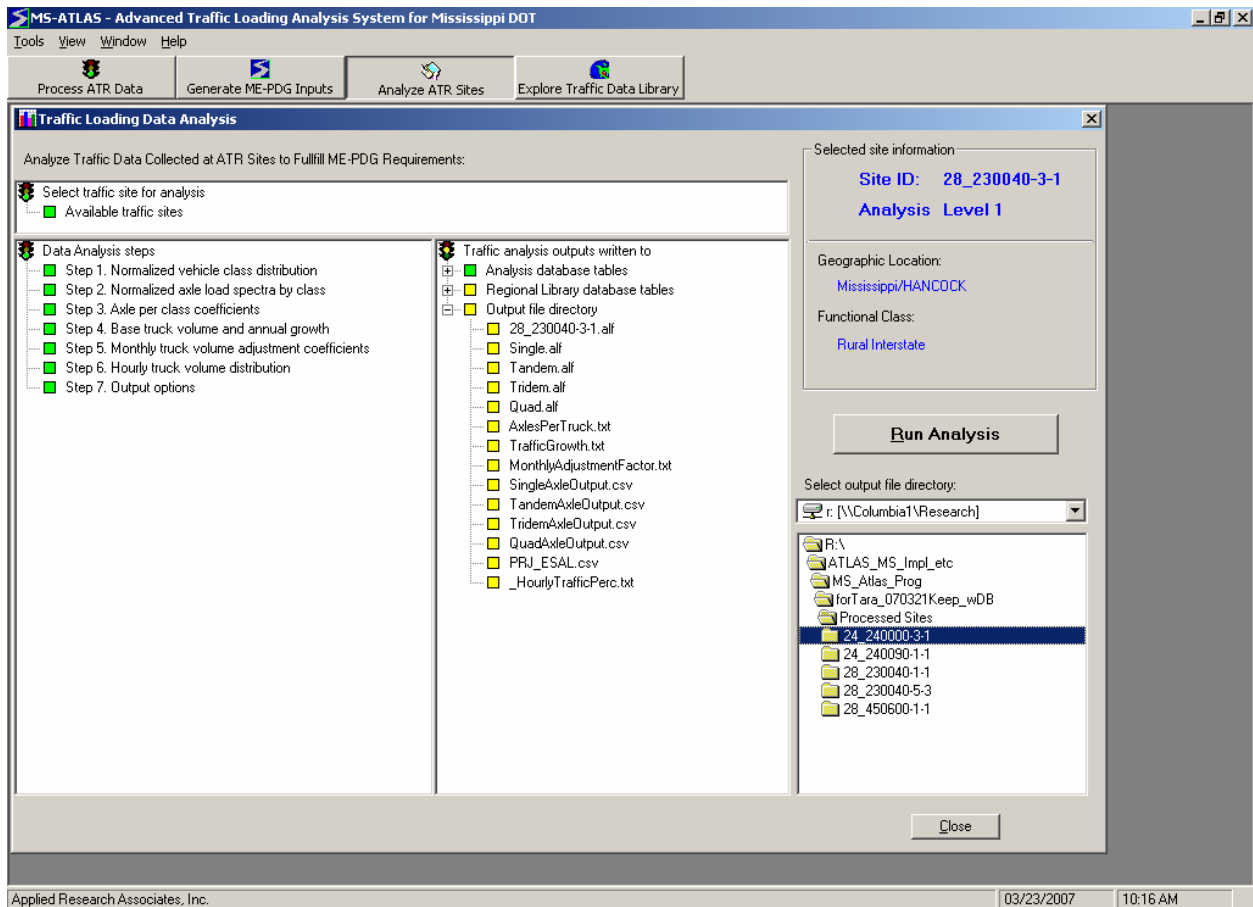 MS-ATLAS - Advanced Traffic Loading Analysis System for Mississippi DOT
Tools View Window Help
Process ATR Data
Generate ME-PDG Inputs
Analyze ATR Sites
Explore Traffic Data Library
Traffic Loading Data Analysis
Analyze Traffic Data Collected at ATR Sites to Fullfill ME-PDG Requirements:
Select traffic site for analysis
Available traffic sites
Data Analysis steps
Step 1. Normalized vehicle class distribution
Step 2. Normalized axle load spectra by class
Step 3. Axle per class coefficients
Step 4. Base truck volume and annual growth
Step 5. Monthly truck volume adjustment coefficients
Step 6. Hourly truck volume distribution
Step 7. Output options
Traffic analysis outputs written to
Analysis database tables
Regional Library database tables
Output file directory
28_230040-3-1.alf
Single.alf
Tandem.alf
Tridem.alf
Quad.alf
AxlesPerTruck.txt
TrafficGrowth.txt
MonthlyAdjustmentFactor.txt
SingleAxleOutput.csv
TandemAxleOutput.csv
TridemAxleOutput.csv
QuadAxleOutput.csv
PRJ_ESAL.csv
_HourlyTrafficPerc.txt
Selected site information
Site ID: 28_230040-3-1
Analysis Level 1
Geographic Location:
Mississippi/HANCOCK
Functional Class:
Rural Interstate
Run Analysis
Select output file directory:
r: [\\Columbia1\Research]
R:\
ATLAS_MS_Impl_etc
MS_Atlas_Prog
forTara_070321Keep_wDB
Processed Sites
24_240000-3-1
24_240090-1-1
28_230040-1-1
28_230040-5-3
28_450600-1-1
Close
Applied Research Associates, Inc.
03/23/2007
10:16 AM